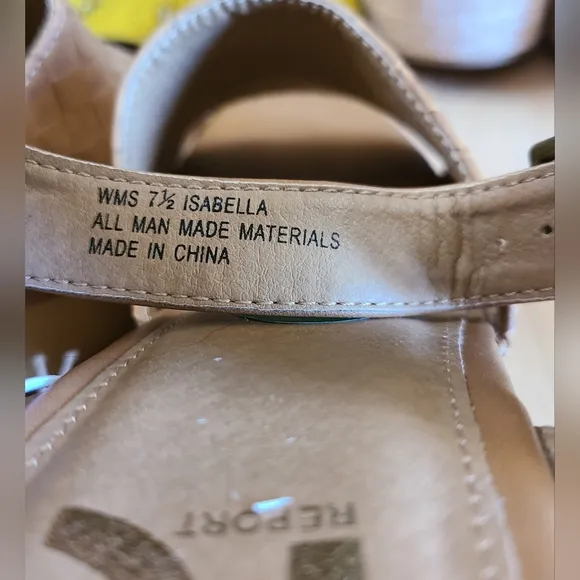 WMS 7½ ISABELLA
ALL MAN MADE MATERIALS
MADE IN CHINA
REPORT